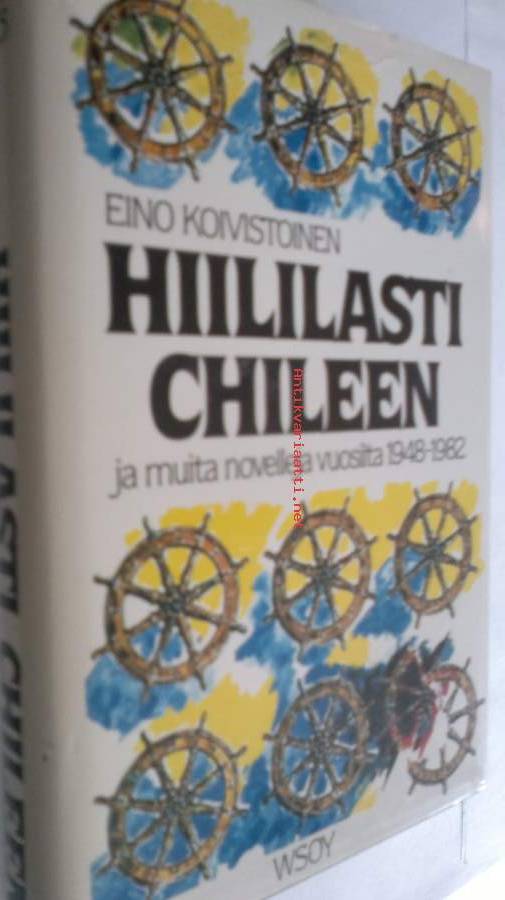 EINO KOIVISTOINEN
HIILILASTI
CHILEEN
ja muita novelleja vuosilta 1948-1982
WSOY
Antikvariaatti.net